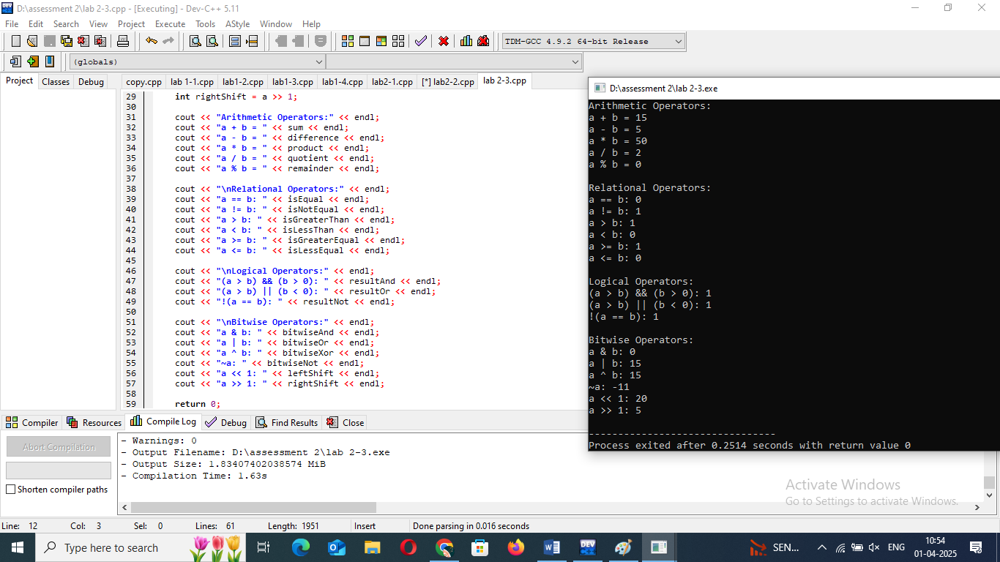 D:\assessment 2\lab 2-3.cpp - [Executing] - Dev-C++ 5.11
File Edit Search View Project Execute Tools AStyle Window Help
TDM-GCC 4.9.2 64-bit Release
(globals)
Project Classes Debug
copy.cpp lab 1-1.cpp lab1-2.cpp lab1-3.cpp lab1-4.cpp lab2-1.cpp [*] lab2-2.cpp lab 2-3.cpp
29 int rightShift = a >> 1;
30
31 cout << "Arithmetic Operators:" << endl;
32 cout << "a + b = " << sum << endl;
33 cout << "a - b = " << difference << endl;
34 cout << "a * b = " << product << endl;
35 cout << "a / b = " << quotient << endl;
36 cout << "a % b = " << remainder << endl;
37
38 cout << "\nRelational Operators:" << endl;
39 cout << "a == b: " << isEqual << endl;
40 cout << "a != b: " << isNotEqual << endl;
41 cout << "a > b: " << isGreaterThan << endl;
42 cout << "a < b: " << isLessThan << endl;
43 cout << "a >= b: " << isGreaterEqual << endl;
44 cout << "a <= b: " << isLessEqual << endl;
45
46 cout << "\nLogical Operators:" << endl;
47 cout << "(a > b) && (b > 0): " << resultAnd << endl;
48 cout << "(a > b) || (b < 0): " << resultOr << endl;
49 cout << "!(a == b): " << resultNot << endl;
50
51 cout << "\nBitwise Operators:" << endl;
52 cout << "a & b: " << bitwiseAnd << endl;
53 cout << "a | b: " << bitwiseOr << endl;
54 cout << "a ^ b: " << bitwiseXor << endl;
55 cout << "~a: " << bitwiseNot << endl;
56 cout << "a << 1: " << leftShift << endl;
57 cout << "a >> 1: " << rightShift << endl;
58
59 return 0;
D:\assessment 2\lab 2-3.exe
Arithmetic Operators:
a + b = 15
a - b = 5
a * b = 50
a / b = 2
a % b = 0
Relational Operators:
a == b: 0
a != b: 1
a > b: 1
a < b: 0
a >= b: 1
a <= b: 0
Logical Operators:
(a > b) && (b > 0): 1
(a > b) || (b < 0): 1
!(a == b): 1
Bitwise Operators:
a & b: 0
a | b: 15
a ^ b: 15
~a: -11
a << 1: 20
a >> 1: 5
--------------------------------
Process exited after 0.2514 seconds with return value 0
Compiler Resources Compile Log Debug Find Results Close
Abort Compilation
Shorten compiler paths
- Warnings: 0
- Output Filename: D:\assessment 2\lab 2-3.exe
- Output Size: 1.83407402038574 MiB
- Compilation Time: 1.63s
Activate Windows
Go to Settings to activate Windows.
Line: 12 Col: 3 Sel: 0 Lines: 61 Length: 1951 Insert Done parsing in 0.016 seconds
Type here to search
SEN...
ENG
10:54
01-04-2025